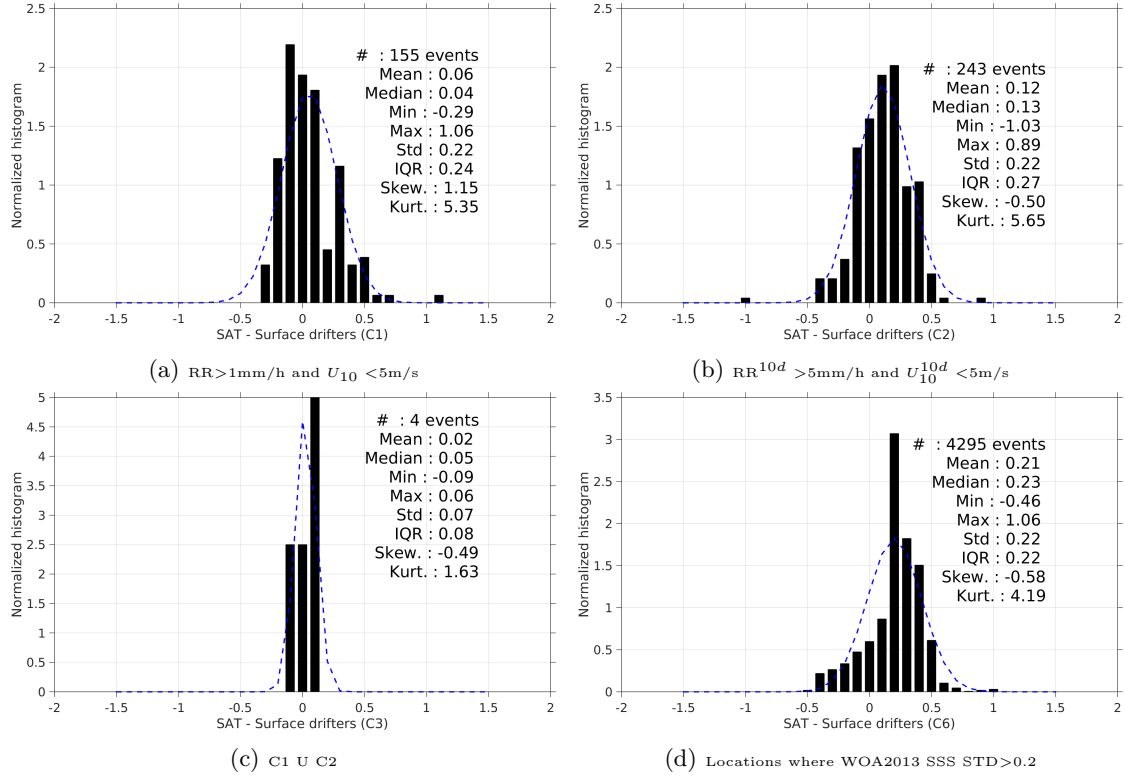 2.5
2
1.5
1
0.5
0
Normalized histogram
# : 155 events
Mean : 0.06
Median : 0.04
Min : -0.29
Max : 1.06
Std : 0.22
IQR : 0.24
Skew. : 1.15
Kurt. : 5.35
-2 -1.5 -1 -0.5 0 0.5 1 1.5 2
SAT - Surface drifters (C1)
(a) RR>1mm/h and U10 <5m/s
2.5
2
1.5
1
0.5
0
Normalized histogram
# : 243 events
Mean : 0.12
Median : 0.13
Min : -1.03
Max : 0.89
Std : 0.22
IQR : 0.27
Skew. : -0.50
Kurt. : 5.65
-2 -1.5 -1 -0.5 0 0.5 1 1.5 2
SAT - Surface drifters (C2)
(b) RR^10d >5mm/h and U10^10d <5m/s
5
4.5
4
3.5
3
2.5
2
1.5
1
0.5
0
Normalized histogram
# : 4 events
Mean : 0.02
Median : 0.05
Min : -0.09
Max : 0.06
Std : 0.07
IQR : 0.08
Skew. : -0.49
Kurt. : 1.63
-2 -1.5 -1 -0.5 0 0.5 1 1.5 2
SAT - Surface drifters (C3)
(c) C1 U C2
3.5
3
2.5
2
1.5
1
0.5
0
Normalized histogram
# : 4295 events
Mean : 0.21
Median : 0.23
Min : -0.46
Max : 1.06
Std : 0.22
IQR : 0.22
Skew. : -0.58
Kurt. : 4.19
-2 -1.5 -1 -0.5 0 0.5 1 1.5 2
SAT - Surface drifters (C6)
(d) Locations where WOA2013 SSS STD>0.2